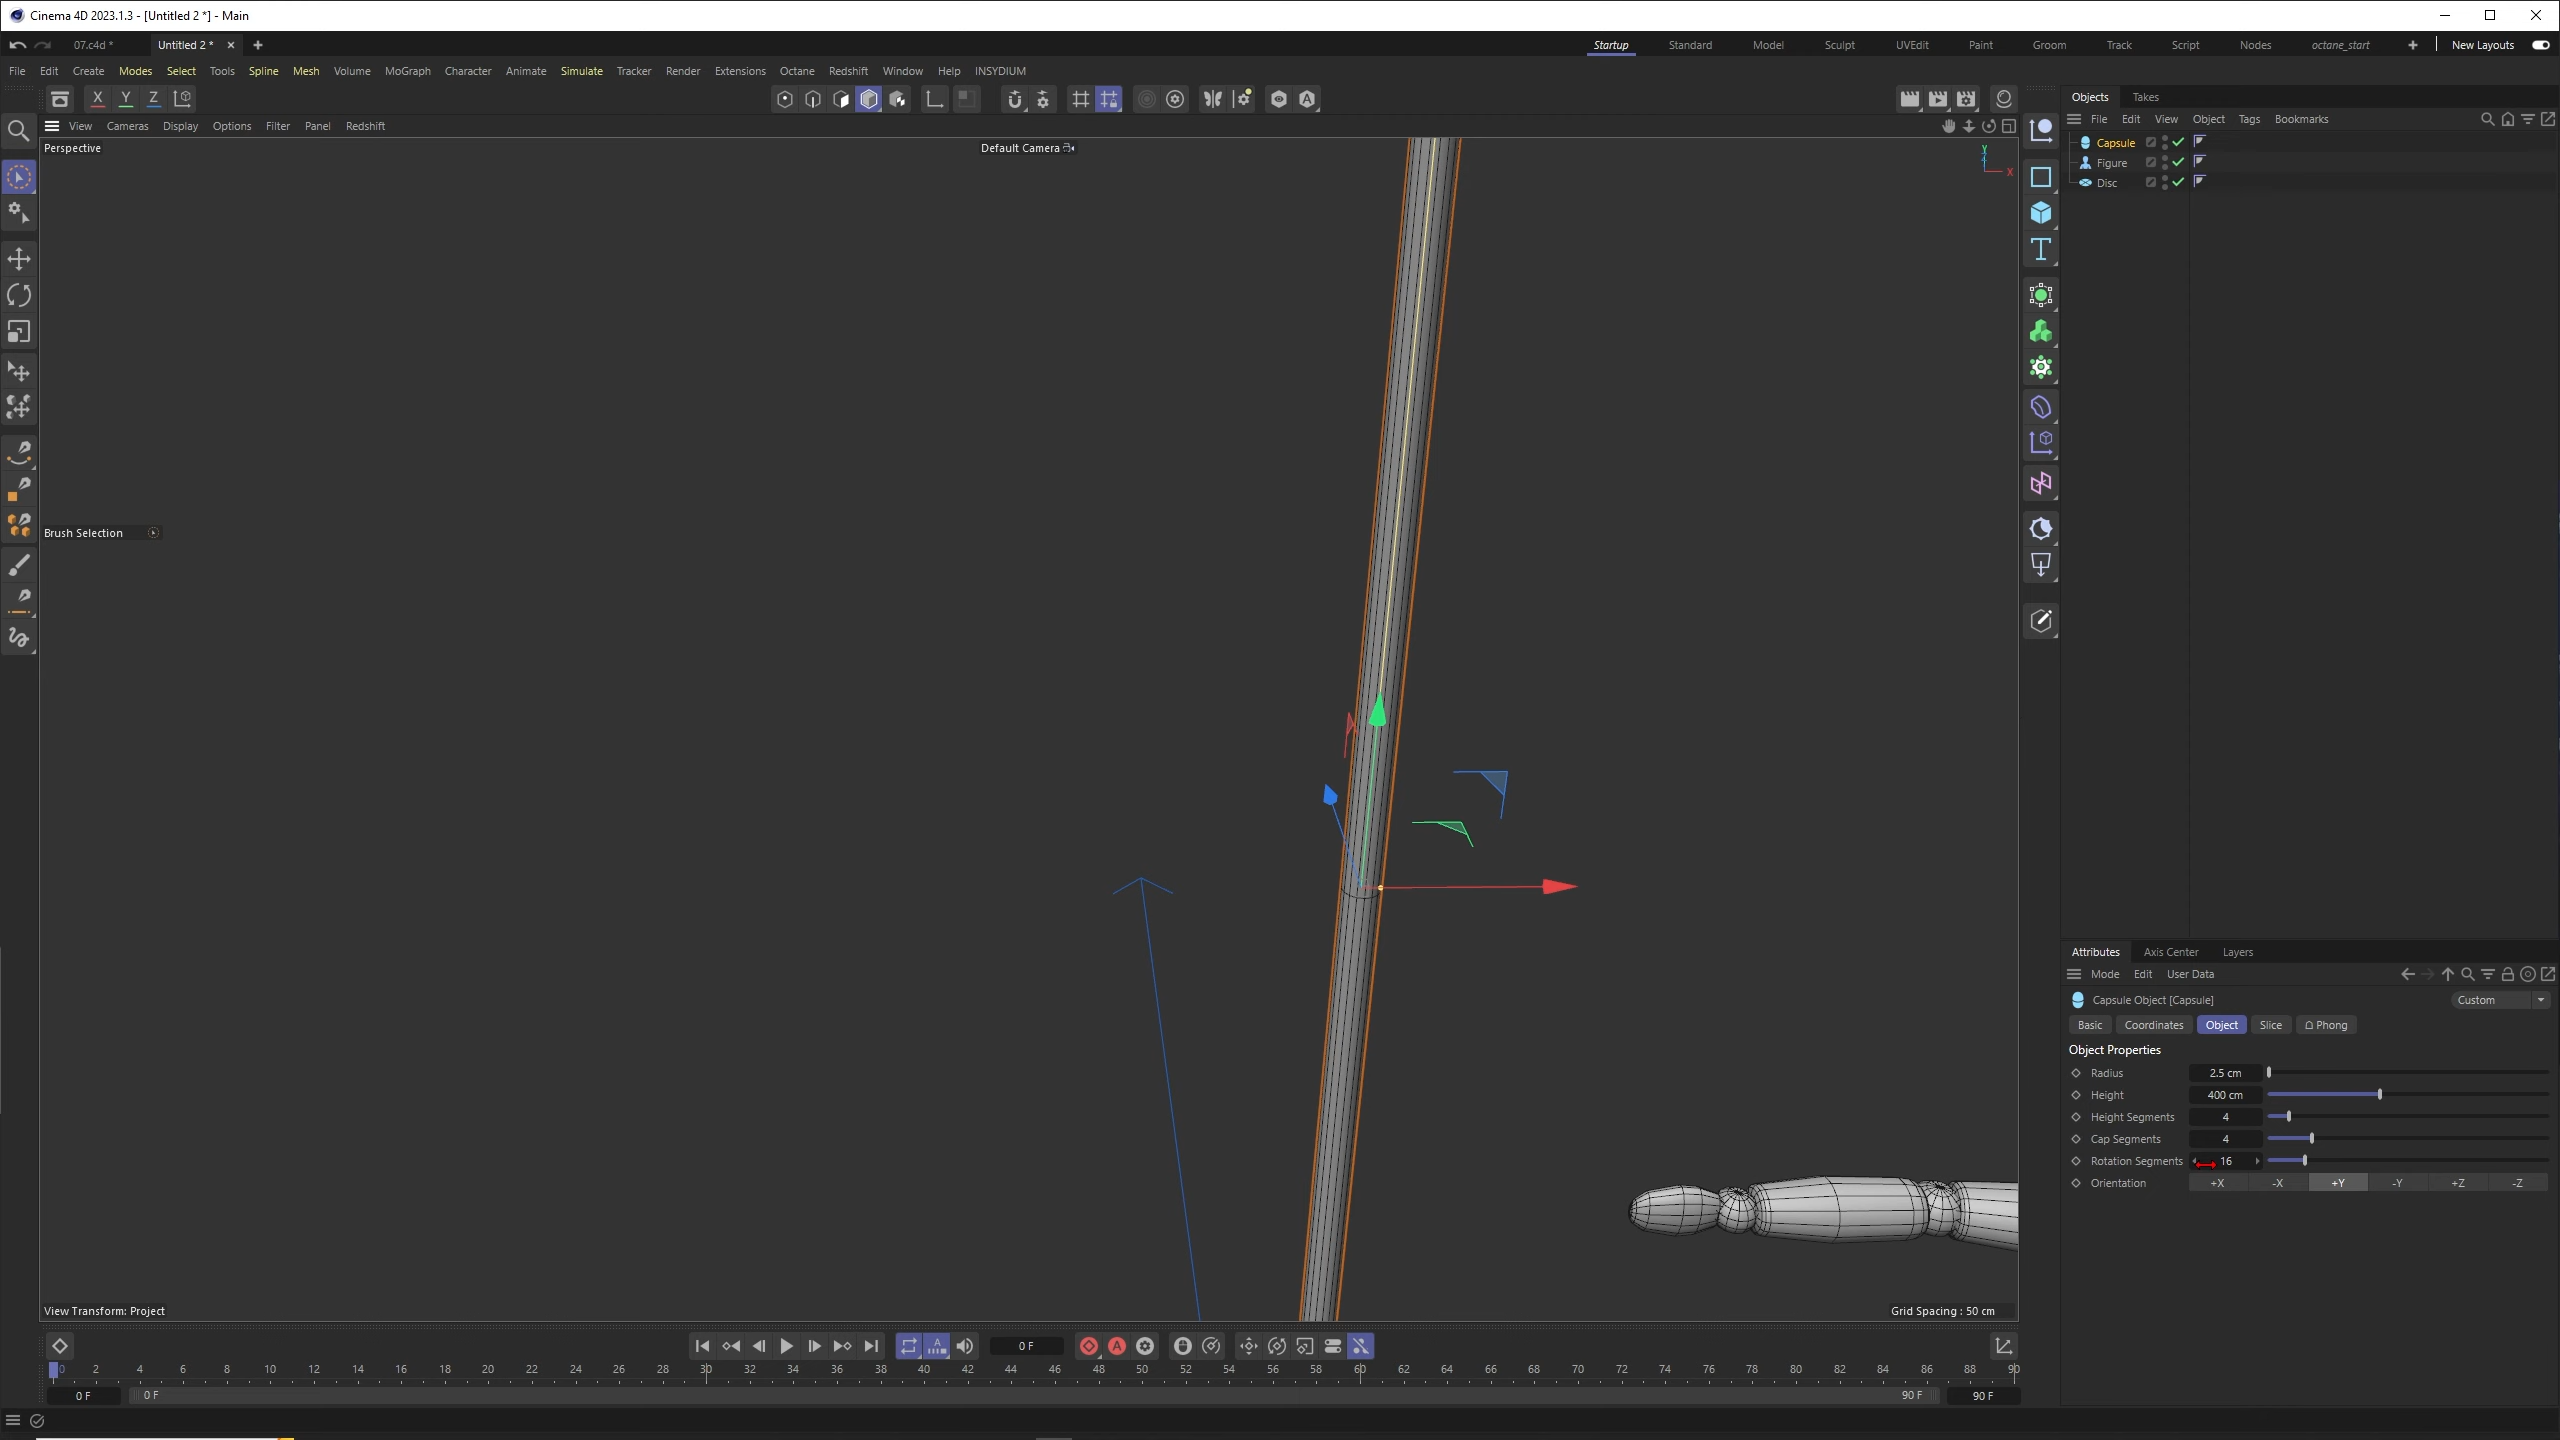 Cinema 4D 2023.1.3 - [Untitled 2 *] - Main
07.c4d * Untitled 2 * Startup Standard Model Sculpt UVEdit Paint Groom Track Script Nodes octane_start New Layouts
File Edit Create Modes Select Tools Spline Mesh Volume MoGraph Character Animate Simulate Tracker Render Extensions Octane Redshift Window Help INSYDIUM
X Y Z
Objects Takes
View Cameras Display Options Filter Panel Redshift
File Edit View Object Tags Bookmarks
Perspective Default Camera
Y
X
Capsule
Figure
Disc
Brush Selection
Attributes Axis Center Layers
Mode Edit User Data
Capsule Object [Capsule] Custom
Basic Coordinates Object Slice Phong
Object Properties
Radius 2.5 cm
Height 400 cm
Height Segments 4
Cap Segments 4
Rotation Segments 16
Orientation +X -X +Y -Y +Z -Z
View Transform: Project Grid Spacing : 50 cm
0 F
0 2 4 6 8 10 12 14 16 18 20 22 24 26 28 30 32 34 36 38 40 42 44 46 48 50 52 54 56 58 60 62 64 66 68 70 72 74 76 78 80 82 84 86 88 90
0 F 0 F 90 F 90 F